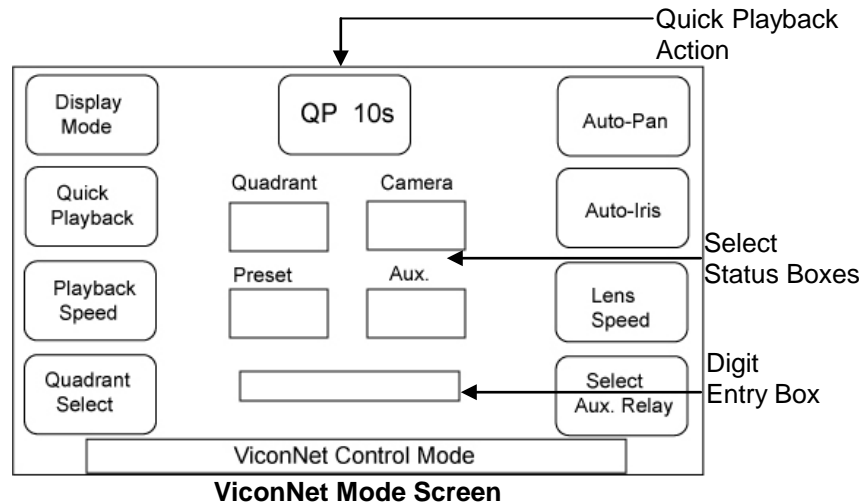 Quick Playback
Action
Display
Mode
QP 10s
Auto-Pan
Quick
Playback
Quadrant
Camera
Auto-Iris
Select
Status Boxes
Playback
Speed
Preset
Aux.
Lens
Speed
Quadrant
Select
Select
Aux. Relay
Digit
Entry Box
ViconNet Control Mode
ViconNet Mode Screen